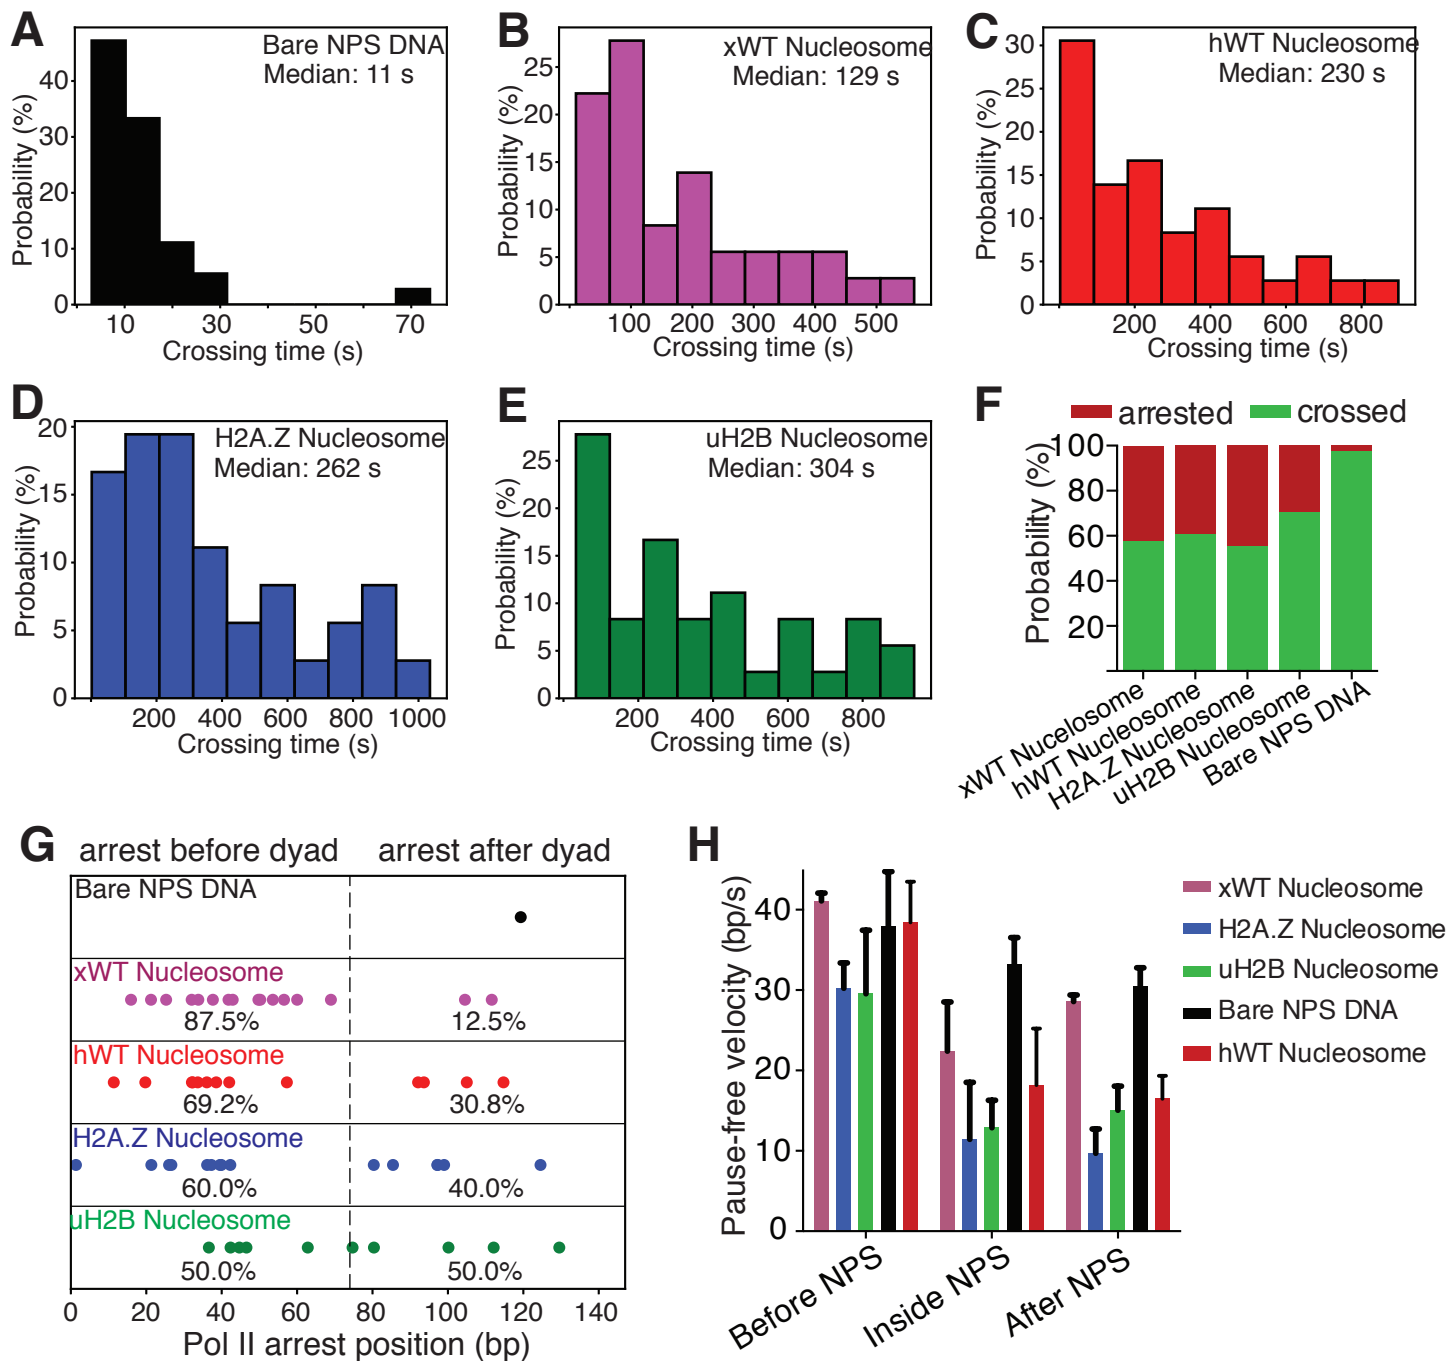 A
Bare NPS DNA
Median: 11 s
Probability (%)
40
30
20
10
0
10 30 50 70
Crossing time (s)
B
xWT Nucleosome
Median: 129 s
Probability (%)
25
20
15
10
5
0
100 200 300 400 500
Crossing time (s)
C
hWT Nucleosome
Median: 230 s
Probability (%)
30
25
20
15
10
5
0
200 400 600 800
Crossing time (s)
D
H2A.Z Nucleosome
Median: 262 s
Probability (%)
20
15
10
5
0
200 400 600 800 1000
Crossing time (s)
E
uH2B Nucleosome
Median: 304 s
Probability (%)
25
20
15
10
5
0
200 400 600 800
Crossing time (s)
F
arrested crossed
Probability (%)
100
80
60
40
20
xWT Nucelosome
hWT Nucleosome
H2A.Z Nucleosome
uH2B Nucleosome
Bare NPS DNA
G
arrest before dyad arrest after dyad
Bare NPS DNA
xWT Nucleosome
87.5% 12.5%
hWT Nucleosome
69.2% 30.8%
H2A.Z Nucleosome
60.0% 40.0%
uH2B Nucleosome
50.0% 50.0%
0 20 40 60 80 100 120 140
Pol II arrest position (bp)
H
Pause-free velocity (bp/s)
40
30
20
10
0
Before NPS
Inside NPS
After NPS
xWT Nucleosome
H2A.Z Nucleosome
uH2B Nucleosome
Bare NPS DNA
hWT Nucleosome